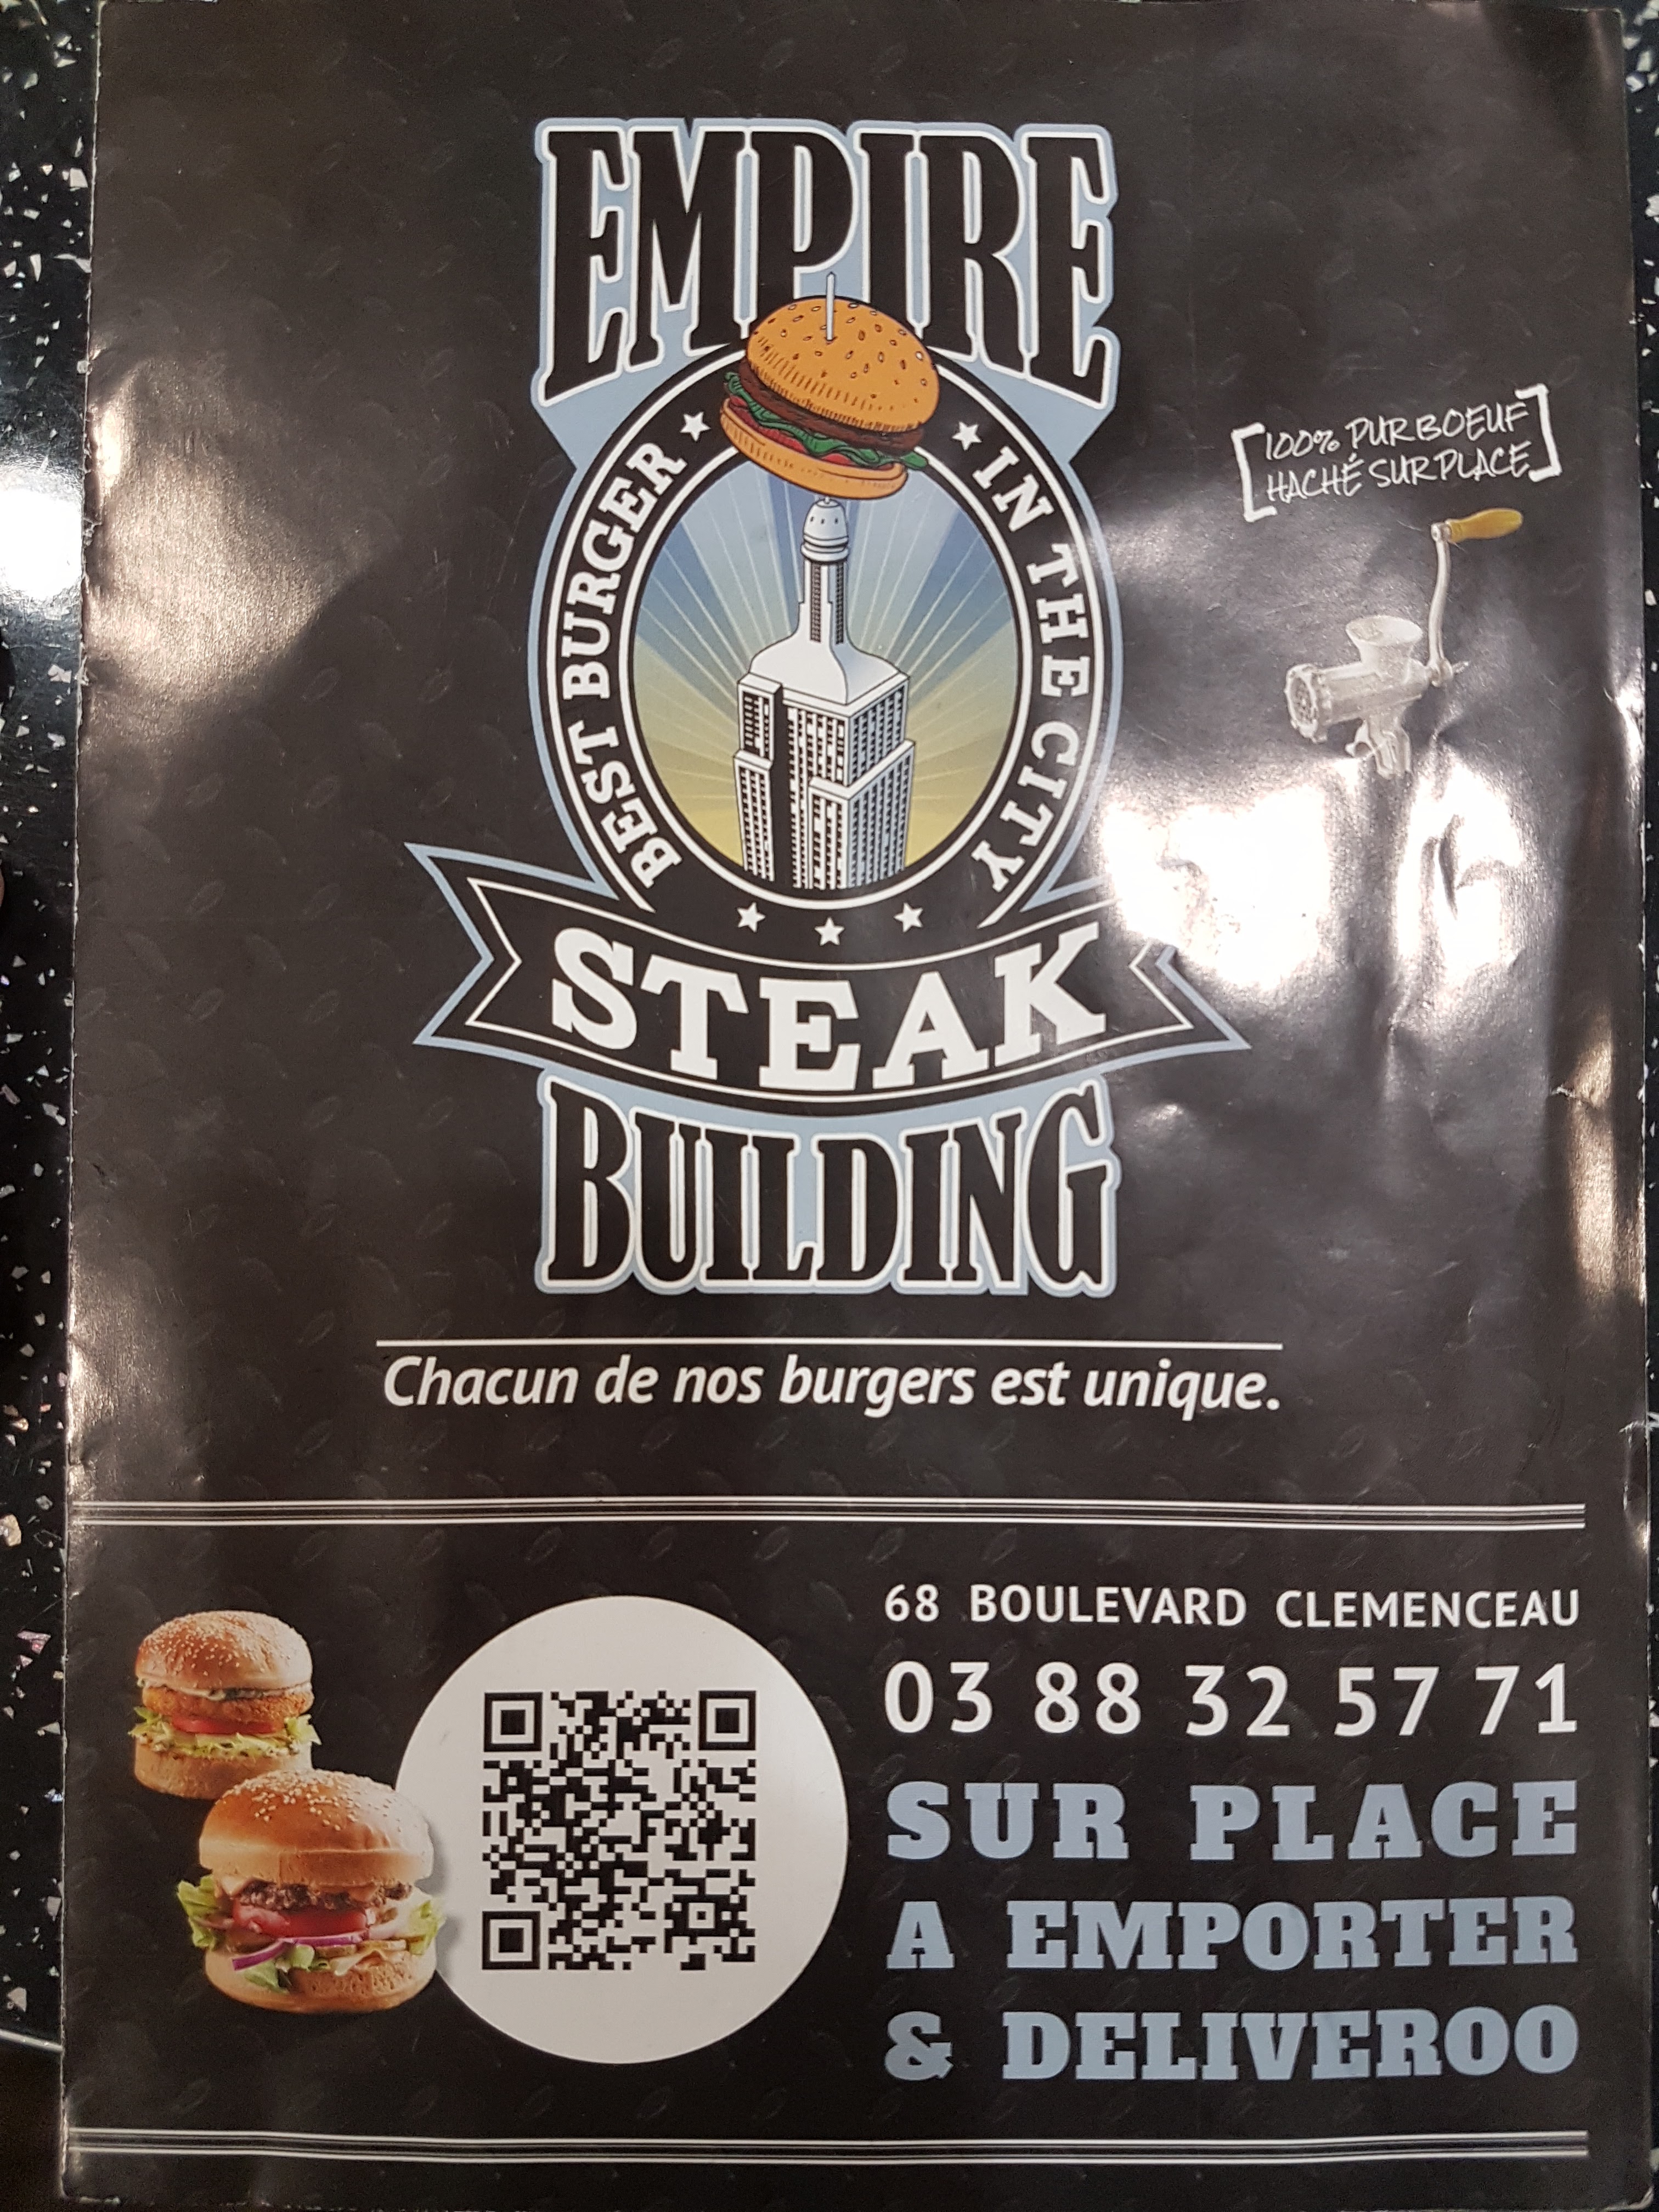 EMPIRE
BEST BURGER
IN THE CITY
STEAK
BUILDING
100% PUR BOEUF
HACHÉ SUR PLACE
Chacun de nos burgers est unique.
68 BOULEVARD CLEMENCEAU
03 88 32 57 71
SUR PLACE
A EMPORTER
& DELIVEROO